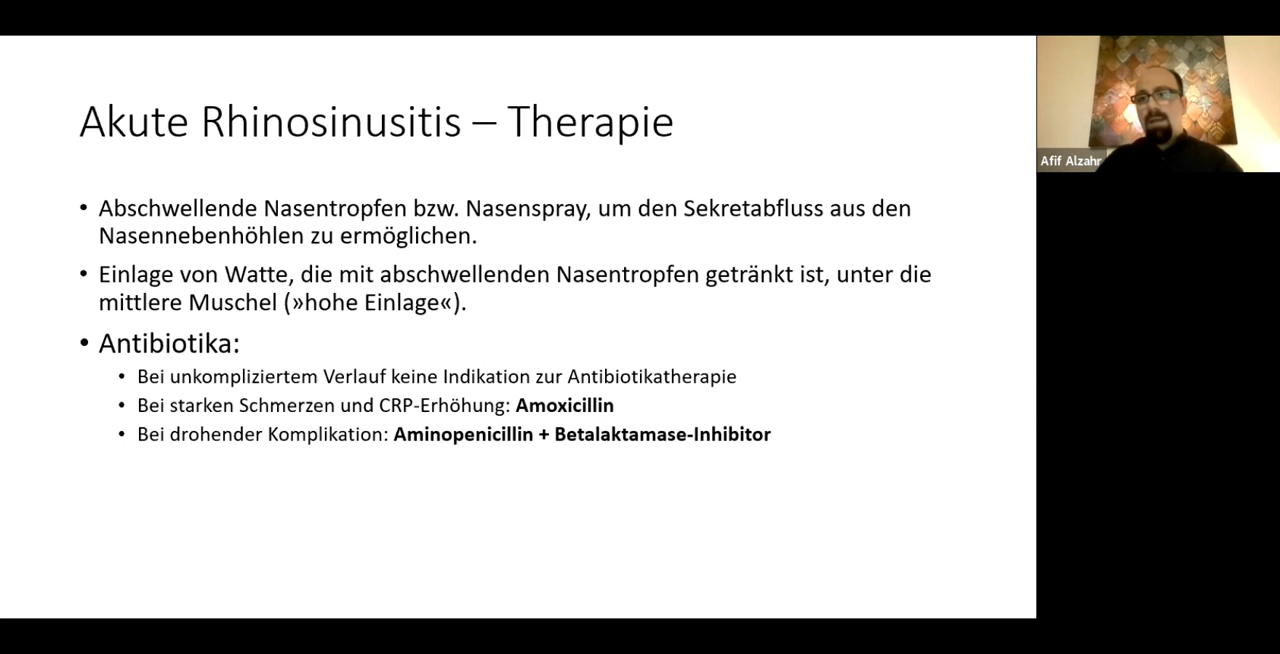 Akute Rhinosinusitis – Therapie
• Abschwellende Nasentropfen bzw. Nasenspray, um den Sekretabfluss aus den
Nasennebenhöhlen zu ermöglichen.
• Einlage von Watte, die mit abschwellenden Nasentropfen getränkt ist, unter die
mittlere Muschel (»hohe Einlage«).
• Antibiotika:
• Bei unkompliziertem Verlauf keine Indikation zur Antibiotikatherapie
• Bei starken Schmerzen und CRP-Erhöhung: Amoxicillin
• Bei drohender Komplikation: Aminopenicillin + Betalaktamase-Inhibitor
Afif Alzahr